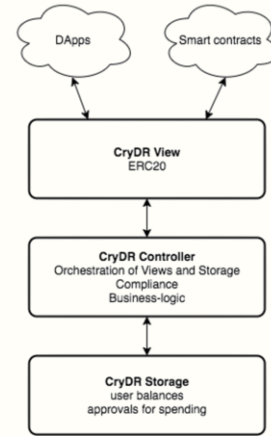 DApps
Smart contracts
CryDR View
ERC20
CryDR Controller
Orchestration of Views and Storage
Compliance
Business-logic
CryDR Storage
user balances
approvals for spending